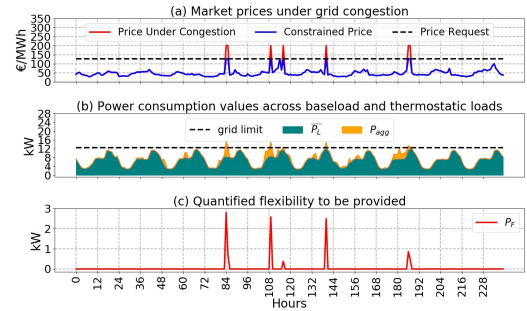 (a) Market prices under grid congestion
€/MWh
350
300
250
200
150
100
50
0
Price Under Congestion Constrained Price Price Request
(b) Power consumption values across baseload and thermostatic loads
kW
28
24
20
16
12
8
4
0
grid limit P_L P_agg
(c) Quantified flexibility to be provided
kW
3
2
1
0
P_F
0 12 24 36 48 60 72 84 96 108 120 132 144 156 168 180 192 204 216 228
Hours